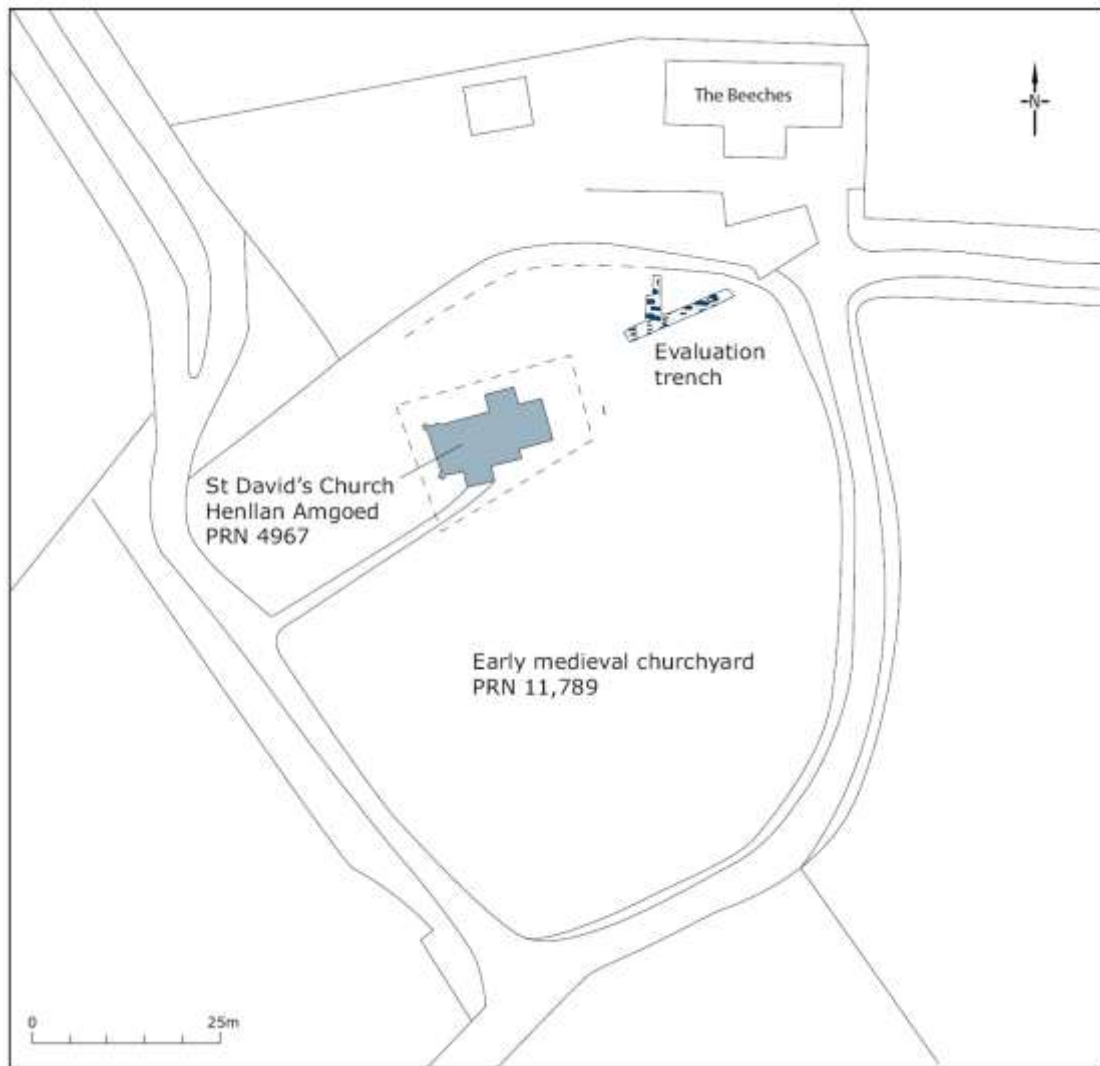 The Beeches
N
Evaluation
trench
St David's Church
Henllan Amgoed
PRN 4967
Early medieval churchyard
PRN 11,789
0 25m